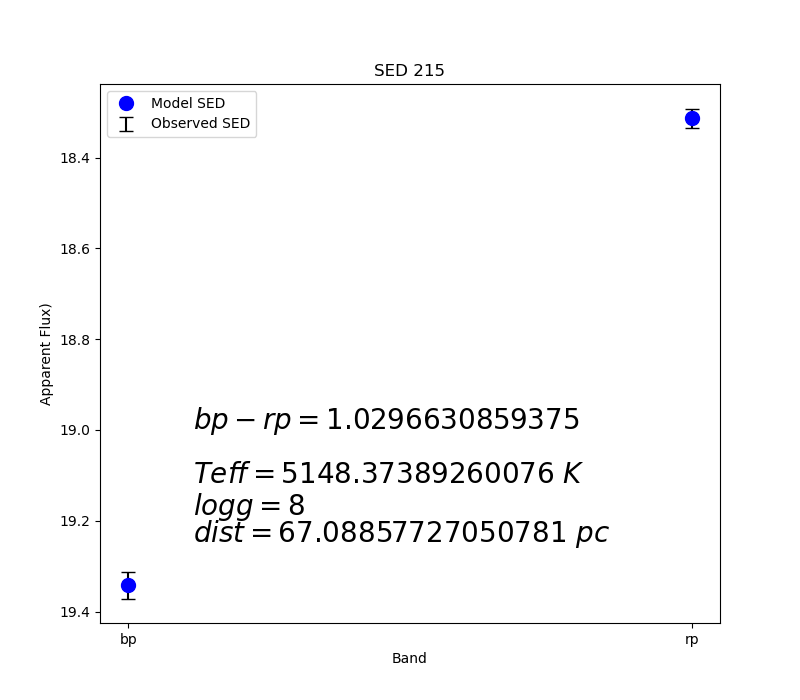 SED 215
Model SED
Observed SED
Apparent Flux)
18.4
18.6
18.8
19.0
19.2
19.4
bp − rp = 1.0296630859375
Teff = 5148.37389260076 K
logg = 8
dist = 67.08857727050781 pc
bp
rp
Band